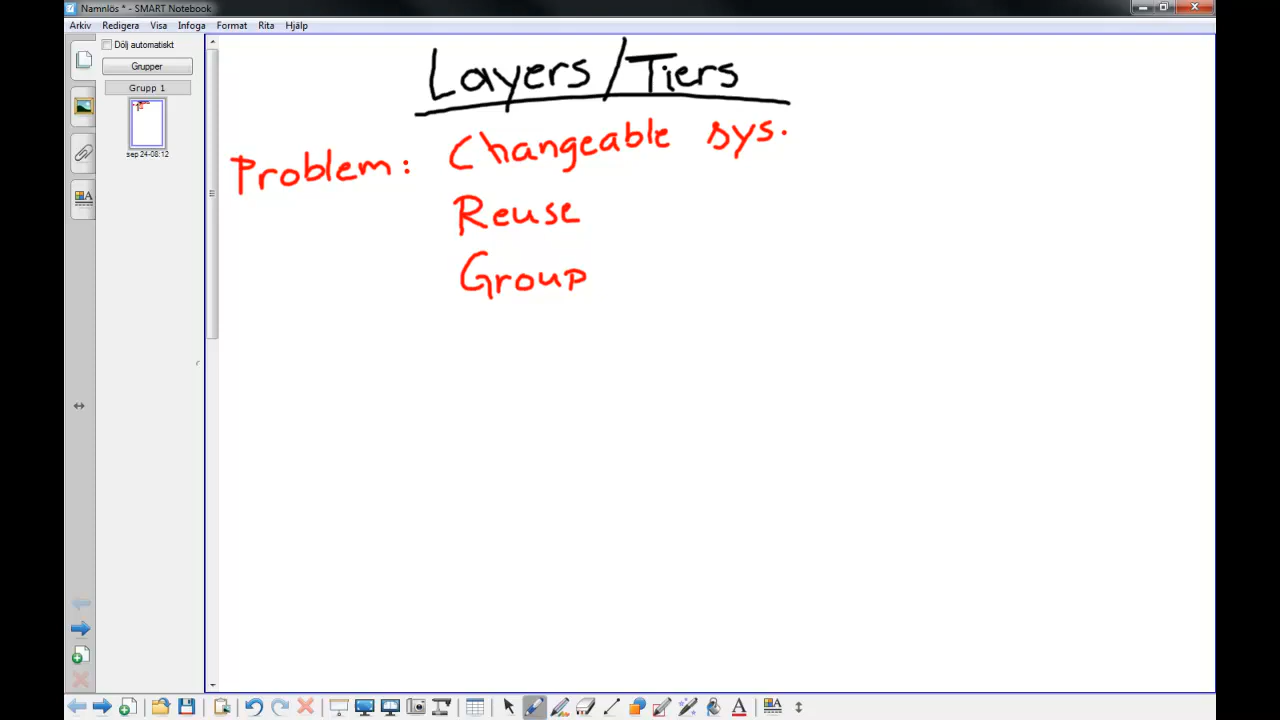 Namnlös * - SMART Notebook
Arkiv Redigera Visa Infoga Format Rita Hjälp
Dölj automatiskt
Grupper
Grupp 1
sep 24-08:12
Layers/Tiers
Problem: Changeable sys.
Reuse
Group